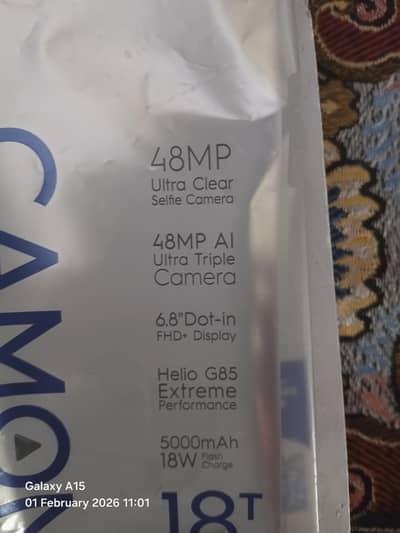 48MP
Ultra Clear
Selfie Camera
48MP AI
Ultra Triple
Camera
6.8"Dot-in
FHD+ Display
Helio G85
Extreme
Performance
5000mAh
18W Flash
Charge
CAMON
18T
Galaxy A15
01 February 2026 11:01